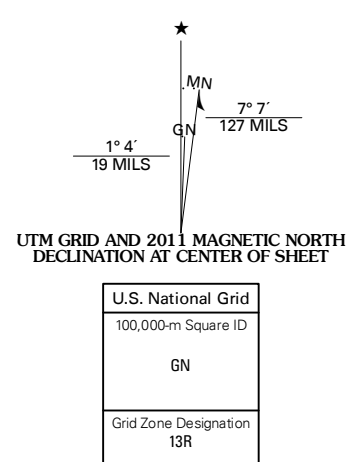 ★
MN
GN
7° 7´
127 MILS
1° 4´
19 MILS
UTM GRID AND 2011 MAGNETIC NORTH
DECLINATION AT CENTER OF SHEET
U.S. National Grid
100,000-m Square ID
GN
Grid Zone Designation
13R